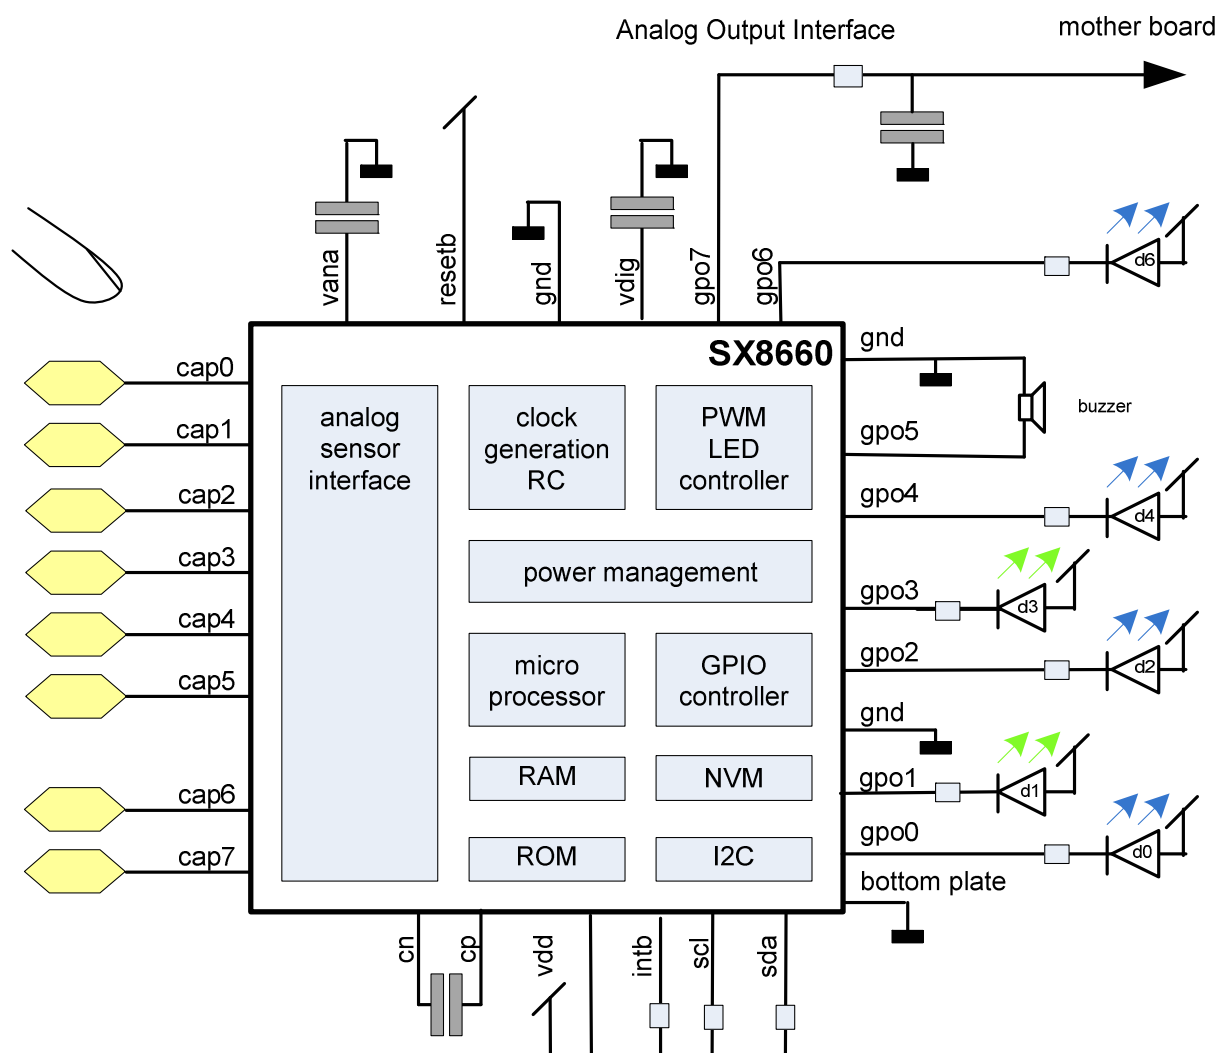 Analog Output Interface
mother board
vana
resetb
gnd
vdig
gpo7
gpo6
d6
SX8660
gnd
cap0
cap1
cap2
cap3
cap4
cap5
cap6
cap7
analog
sensor
interface
clock
generation
RC
PWM
LED
controller
power management
micro
processor
GPIO
controller
RAM
NVM
ROM
I2C
buzzer
gpo5
gpo4
d4
gpo3
d3
gpo2
d2
gnd
gpo1
d1
gpo0
d0
bottom plate
cn
cp
vdd
intb
scl
sda